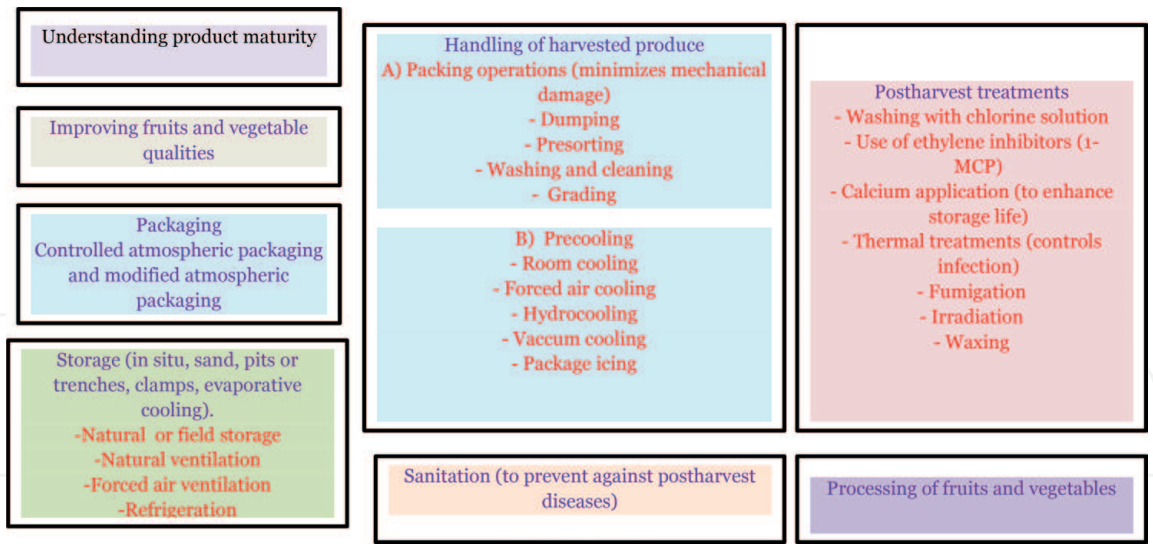 Understanding product maturity
Improving fruits and vegetable
qualities
Packaging
Controlled atmospheric packaging
and modified atmospheric
packaging
Storage (in situ, sand, pits or
trenches, clamps, evaporative
cooling).
-Natural or field storage
-Natural ventilation
-Forced air ventilation
-Refrigeration
Handling of harvested produce
A) Packing operations (minimizes mechanical
damage)
- Dumping
- Presorting
- Washing and cleaning
- Grading
B) Precooling
- Room cooling
- Forced air cooling
- Hydrocooling
- Vaccum cooling
- Package icing
Sanitation (to prevent against postharvest
diseases)
Postharvest treatments
- Washing with chlorine solution
- Use of ethylene inhibitors (1-
MCP)
- Calcium application (to enhance
storage life)
- Thermal treatments (controls
infection)
- Fumigation
- Irradiation
- Waxing
Processing of fruits and vegetables